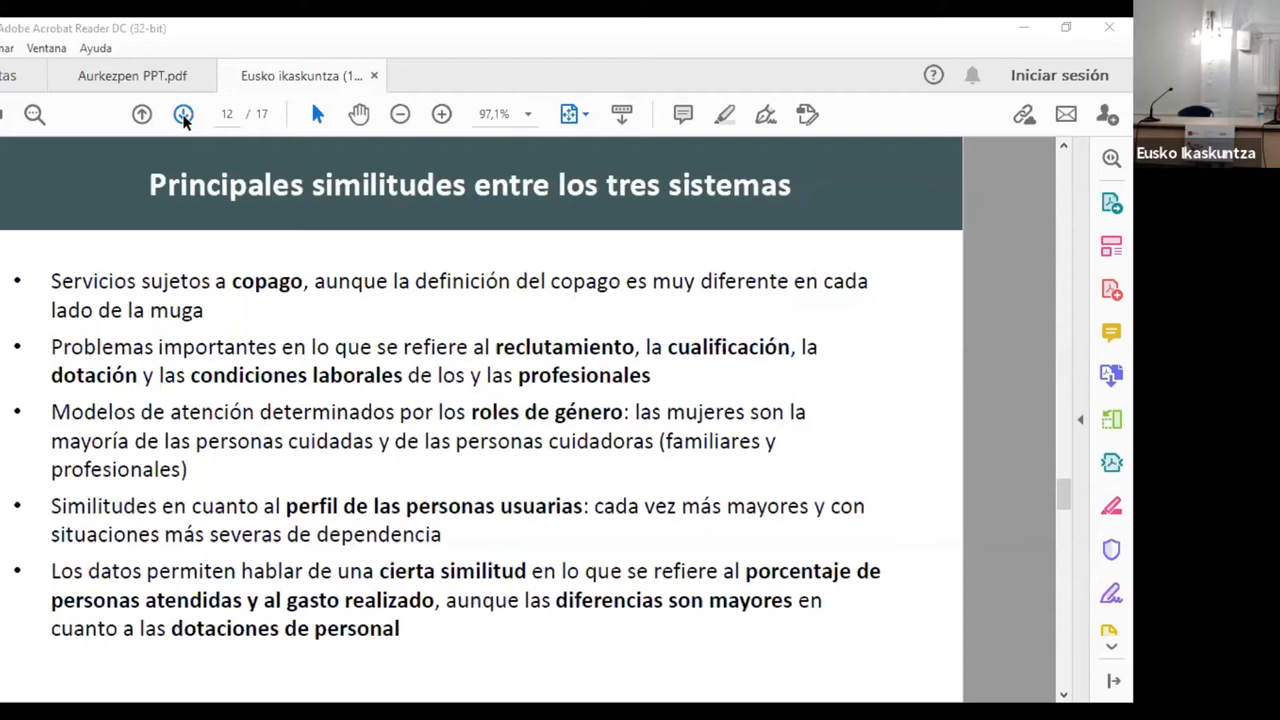 Adobe Acrobat Reader DC (32-bit)
nar Ventana Ayuda
tas Aurkezpen PPT.pdf Eusko ikaskuntza (1... × Iniciar sesión
12 / 17 97,1%
Eusko Ikaskuntza
Principales similitudes entre los tres sistemas
• Servicios sujetos a copago, aunque la definición del copago es muy diferente en cada
lado de la muga
• Problemas importantes en lo que se refiere al reclutamiento, la cualificación, la
dotación y las condiciones laborales de los y las profesionales
• Modelos de atención determinados por los roles de género: las mujeres son la
mayoría de las personas cuidadas y de las personas cuidadoras (familiares y
profesionales)
• Similitudes en cuanto al perfil de las personas usuarias: cada vez más mayores y con
situaciones más severas de dependencia
• Los datos permiten hablar de una cierta similitud en lo que se refiere al porcentaje de
personas atendidas y al gasto realizado, aunque las diferencias son mayores en
cuanto a las dotaciones de personal